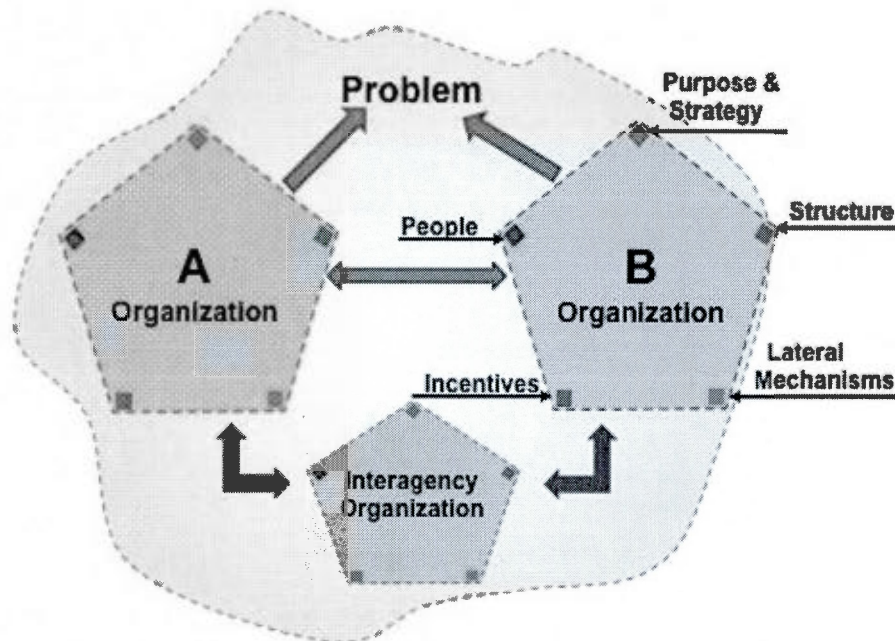 Problem
Purpose &
Strategy
Structure
People
A
Organization
B
Organization
Lateral
Mechanisms
Incentives
Interagency
Organization